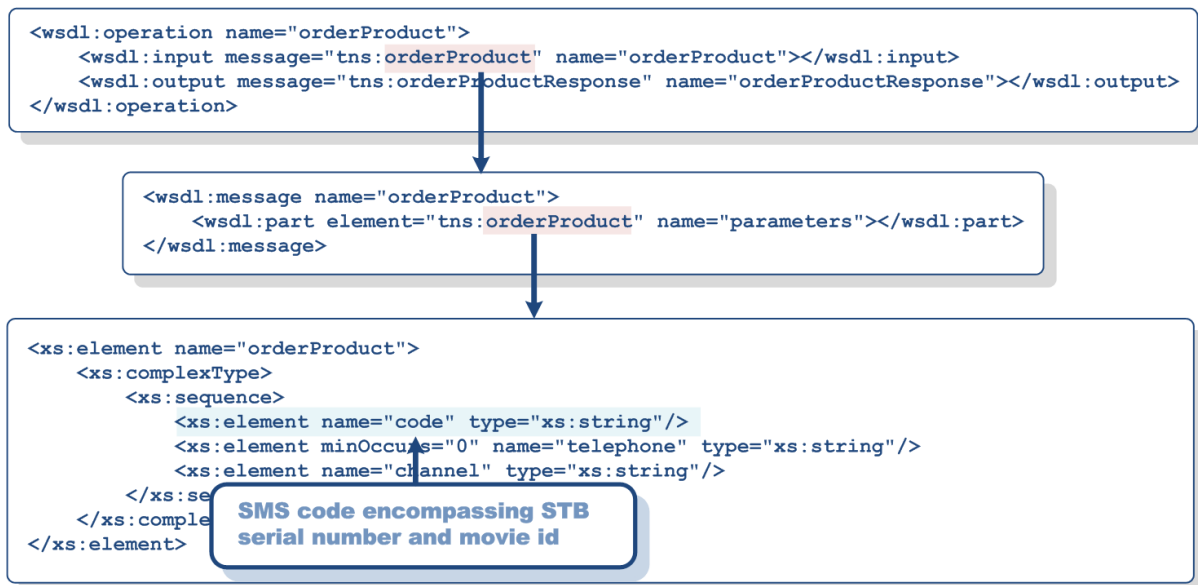 <wsdl:operation name="orderProduct">
<wsdl:input message="tns:orderProduct" name="orderProduct"></wsdl:input>
<wsdl:output message="tns:orderProductResponse" name="orderProductResponse"></wsdl:output>
</wsdl:operation>
<wsdl:message name="orderProduct">
<wsdl:part element="tns:orderProduct" name="parameters"></wsdl:part>
</wsdl:message>
<xs:element name="orderProduct">
<xs:complexType>
<xs:sequence>
<xs:element name="code" type="xs:string"/>
<xs:element minOccurs="0" name="telephone" type="xs:string"/>
<xs:element name="channel" type="xs:string"/>
</xs:se
</xs:comple
</xs:element>
SMS code encompassing STB
serial number and movie id